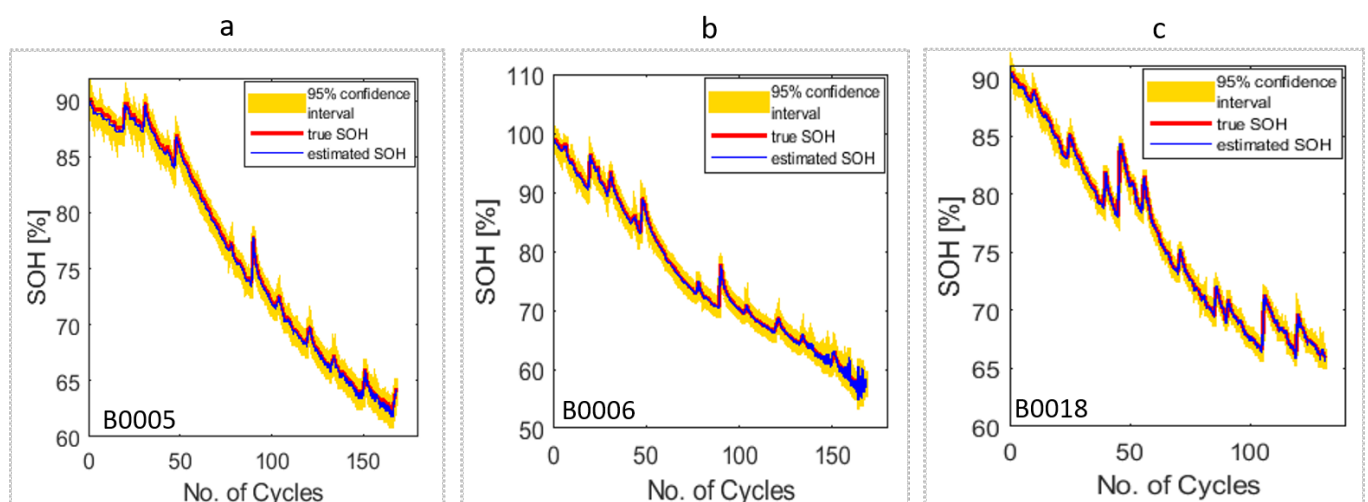 a
b
c
95% confidence
interval
true SOH
estimated SOH
SOH [%]
90
85
80
75
70
65
60
0
50
100
150
No. of Cycles
B0005
95% confidence
interval
true SOH
estimated SOH
SOH [%]
110
100
90
80
70
60
50
0
50
100
150
No. of Cycles
B0006
95% confidence
interval
true SOH
estimated SOH
SOH [%]
90
85
80
75
70
65
60
0
50
100
No. of Cycles
B0018